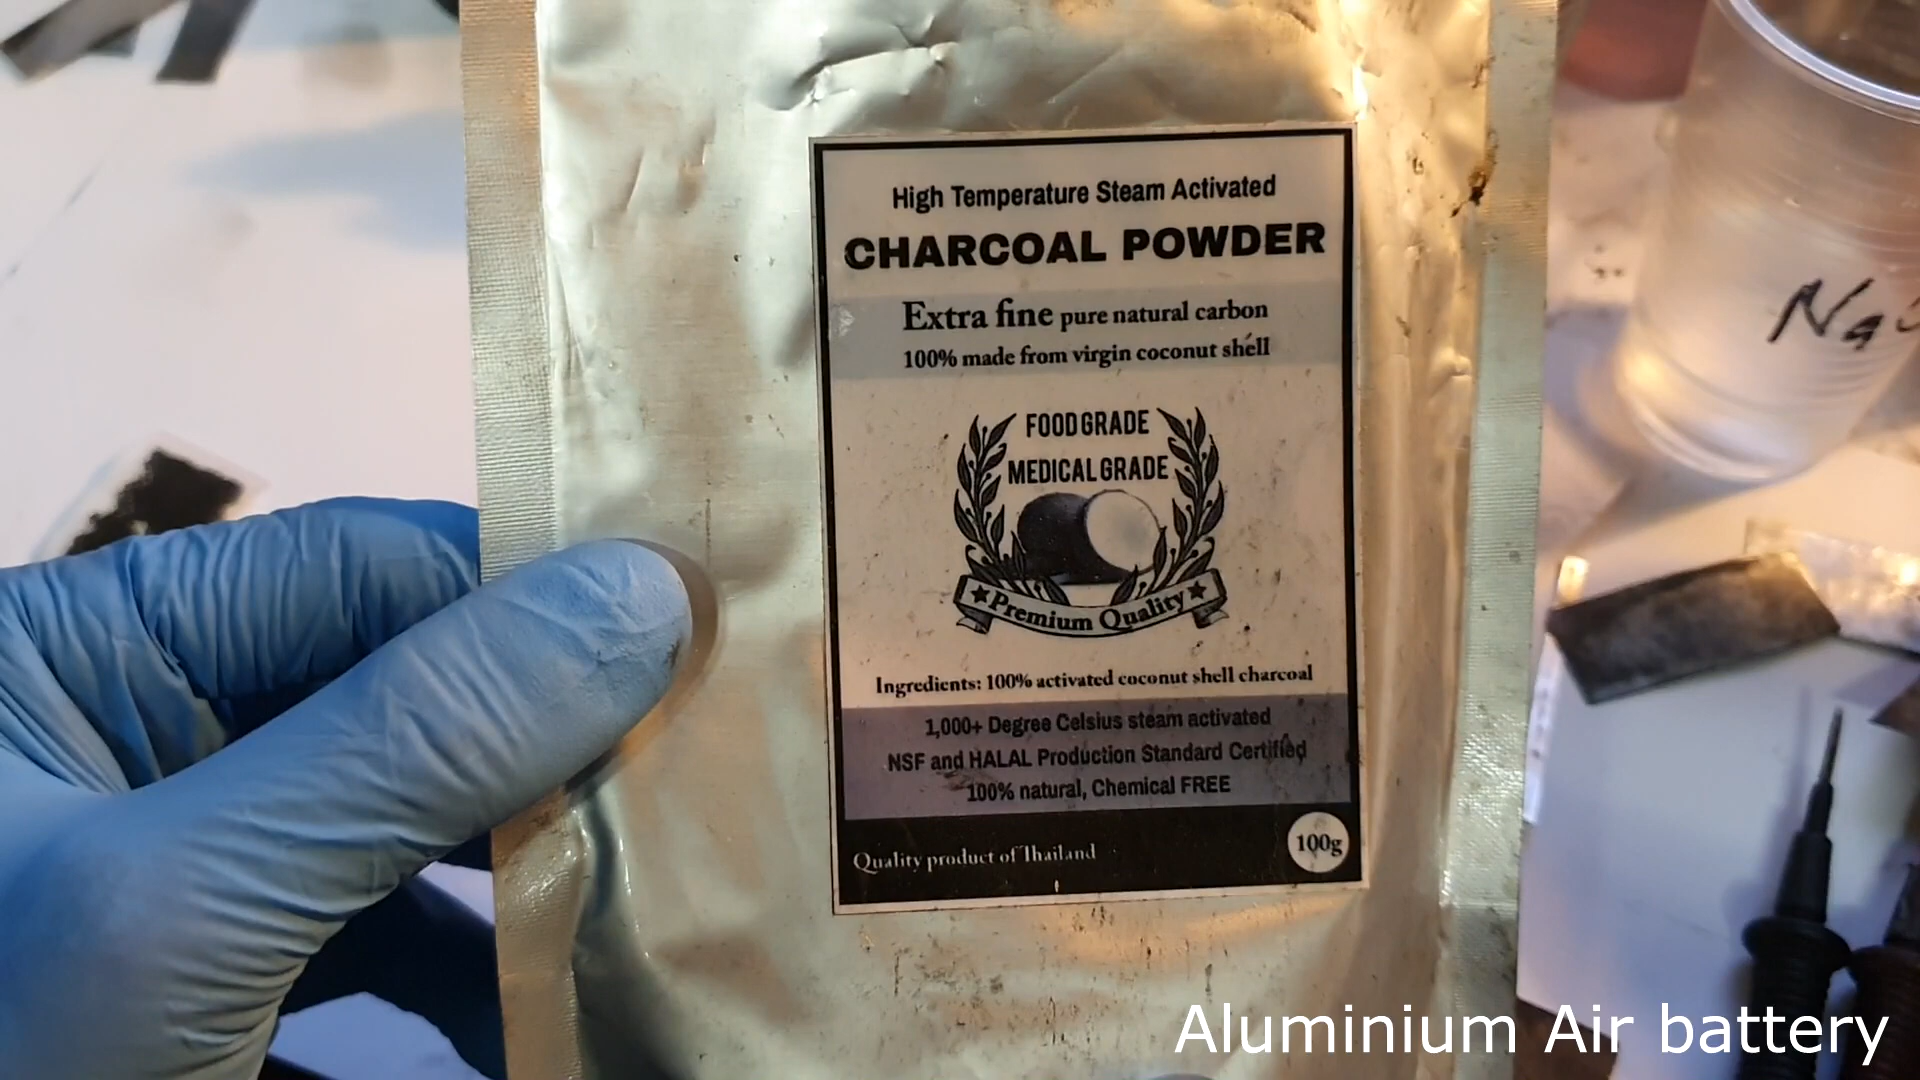 High Temperature Steam Activated
CHARCOAL POWDER
Extra fine pure natural carbon
100% made from virgin coconut shell
FOOD GRADE
MEDICAL GRADE
★Premium Quality★
Ingredients: 100% activated coconut shell charcoal
1,000+ Degree Celsius steam activated
NSF and HALAL Production Standard Certified
100% natural, Chemical FREE
Quality product of Thailand
100g
Aluminium Air battery